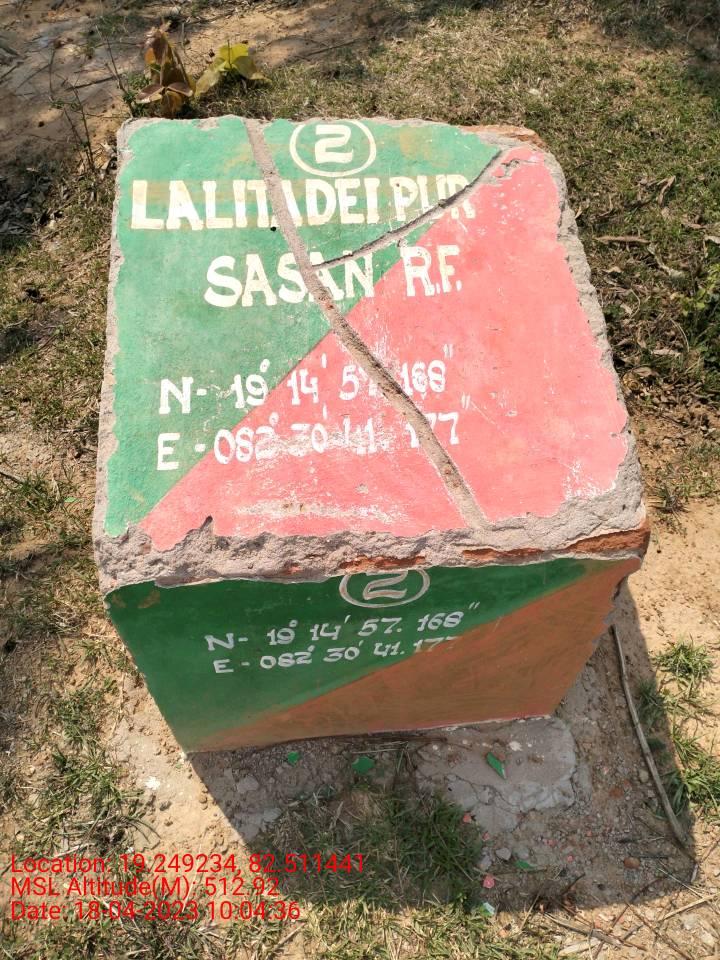 2
LALITADEI PUR
SASAN R.F.
N- 19° 14' 57. 168"
E - 082° 30' 41. 177"
2
N- 19° 14' 57. 168"
E - 082° 30' 41. 177
Location: 19.249234, 82.511441
MSL Altitude(M): 512.92
Date: 18-04-2023 10:04:36